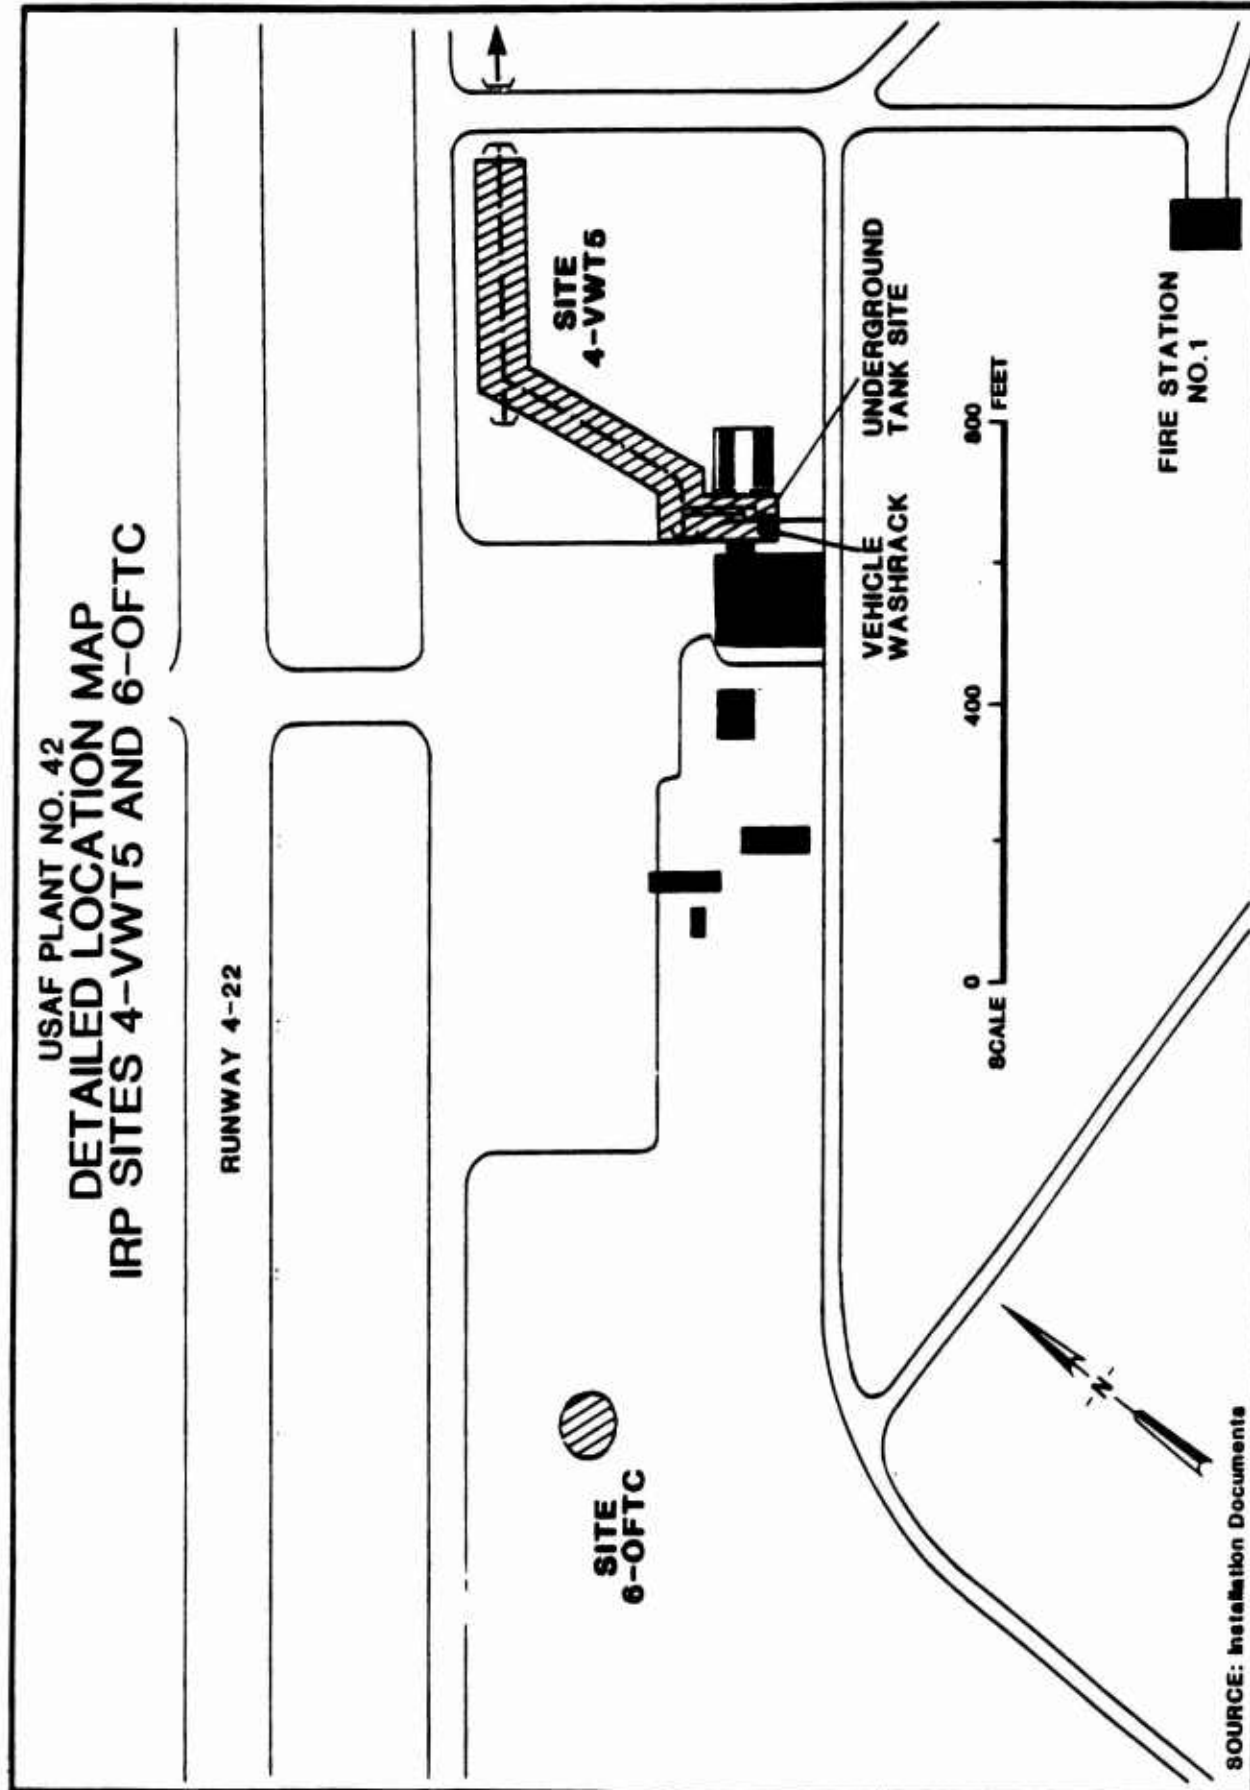 USAF PLANT NO. 42
DETAILED LOCATION MAP
IRP SITES 4-VWT5 AND 6-OFTC
RUNWAY 4-22
SITE
6-OFTC
SITE
4-VWT5
VEHICLE
WASHRACK
UNDERGROUND
TANK SITE
SCALE
0
400
800
FEET
FIRE STATION
NO.1
-N-
SOURCE: Installation Documents